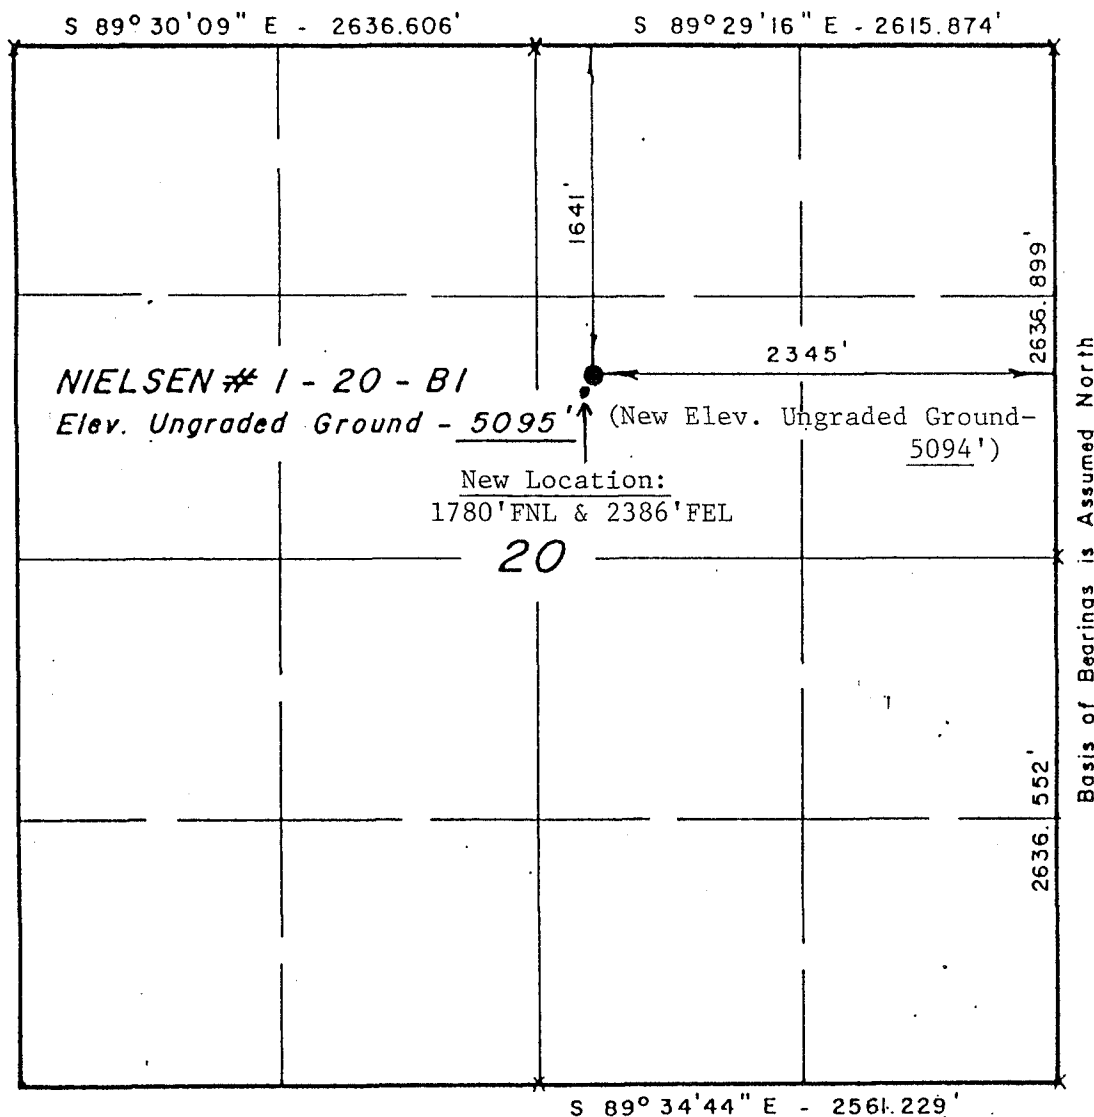 S 89° 30'09" E - 2636.606'
S 89° 29'16" E - 2615.874'
1641'
2636.899'
2345'
NIELSEN # 1 - 20 - B1
Elev. Ungraded Ground - 5095'
(New Elev. Ungraded Ground-
5094')
New Location:
1780'FNL & 2386'FEL
20
Basis of Bearings is Assumed North
2636.552'
S 89° 34'44" E - 2561.229'